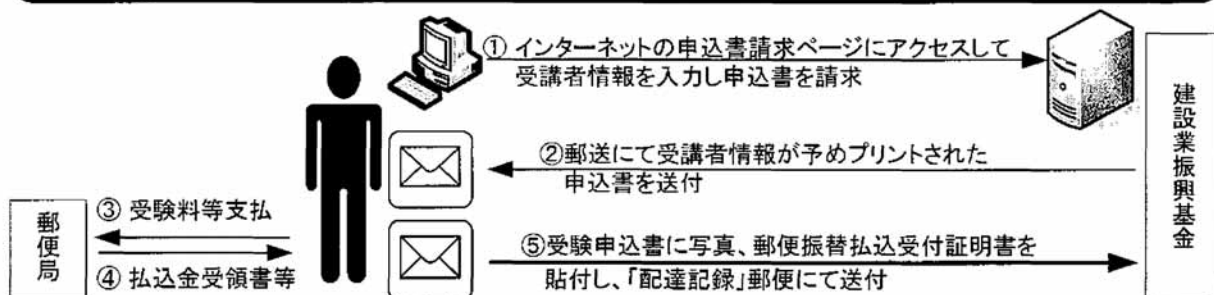 ① インターネットの申込書請求ページにアクセスして
受講者情報を入力し申込書を請求
②郵送にて受講者情報が予めプリントされた
申込書を送付
③ 受験料等支払
④ 払込金受領書等
⑤受験申込書に写真、郵便振替払込受付証明書を
貼付し、「配達記録」郵便にて送付
郵便局
建設業振興基金